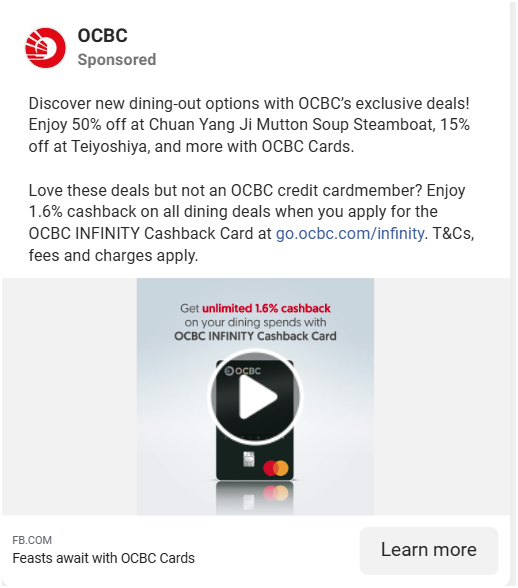 OCBC
Sponsored
Discover new dining-out options with OCBC’s exclusive deals!
Enjoy 50% off at Chuan Yang Ji Mutton Soup Steamboat, 15%
off at Teiyoshiya, and more with OCBC Cards.
Love these deals but not an OCBC credit cardmember? Enjoy
1.6% cashback on all dining deals when you apply for the
OCBC INFINITY Cashback Card at go.ocbc.com/infinity. T&Cs,
fees and charges apply.
Get unlimited 1.6% cashback
on your dining spends with
OCBC INFINITY Cashback Card
OCBC
FB.COM
Feasts await with OCBC Cards
Learn more